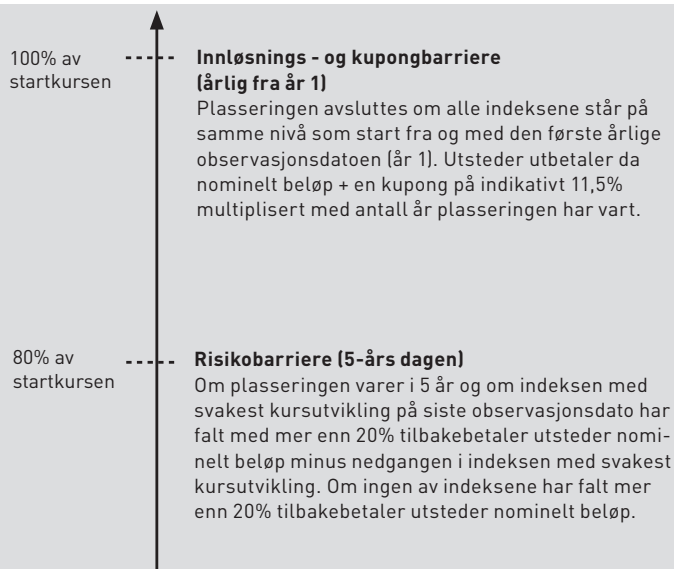 100% av
startkursen
Innløsnings - og kupongbarriere
(årlig fra år 1)
Plasseringen avsluttes om alle indeksene står på
samme nivå som start fra og med den første årlige
observasjonsdatoen (år 1). Utsteder utbetaler da
nominelt beløp + en kupong på indikativt 11,5%
multiplisert med antall år plasseringen har vart.
80% av
startkursen
Risikobarriere (5-års dagen)
Om plasseringen varer i 5 år og om indeksen med
svakest kursutvikling på siste observasjonsdato har
falt med mer enn 20% tilbakebetaler utsteder nomi-
nelt beløp minus nedgangen i indeksen med svakest
kursutvikling. Om ingen av indeksene har falt mer
enn 20% tilbakebetaler utsteder nominelt beløp.